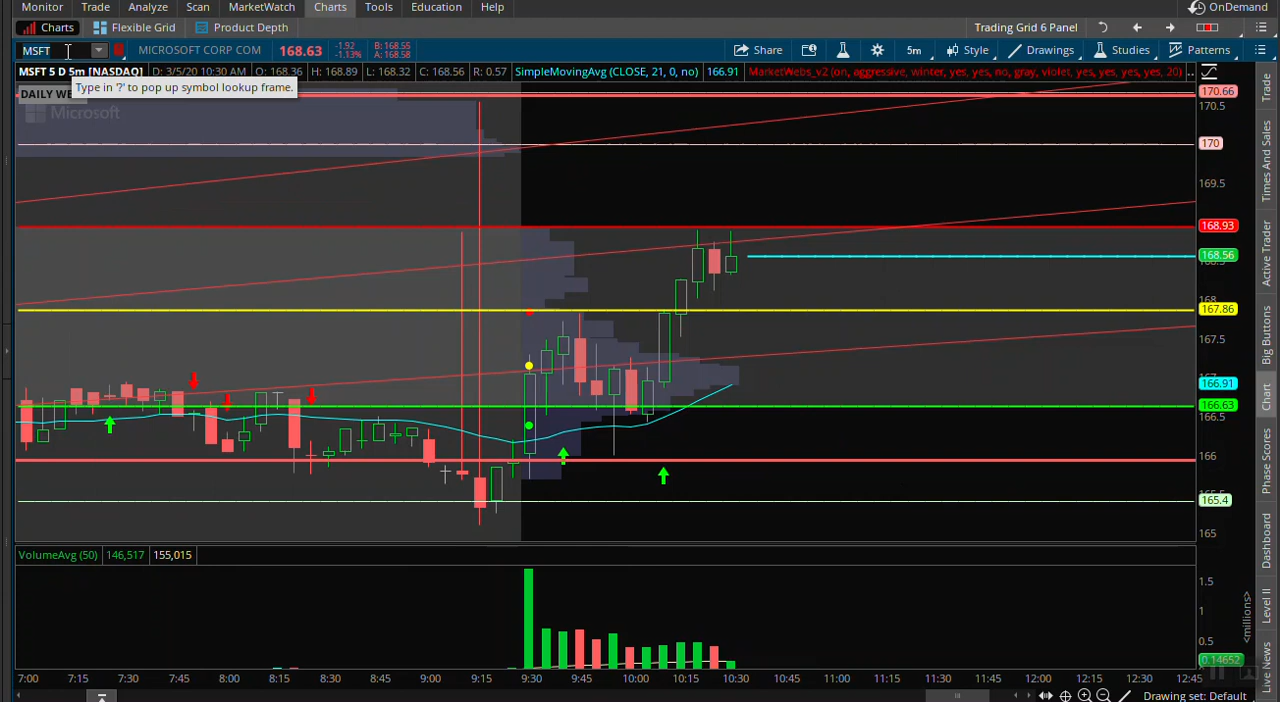 Monitor Trade Analyze Scan MarketWatch Charts Tools Education Help OnDemand
Charts Flexible Grid Product Depth Trading Grid 6 Panel
MSFT MICROSOFT CORP COM 168.63 -1.92 -1.13% B: 168.55 A: 168.58 Share 5m Style Drawings Studies Patterns
MSFT 5 D 5m [NASDAQ] D: 3/5/20 10:30 AM O: 168.36 H: 168.89 L: 168.32 C: 168.56 R: 0.57 SimpleMovingAvg (CLOSE, 21, 0, no) 166.91 MarketWebs_v2 (on, aggressive, winter, yes, yes, no, gray, violet, yes, yes, yes, yes, 20) ..
Type in '?' to pop up symbol lookup frame.
DAILY WE
Microsoft
170.66
170.5
170
169.5
168.93
168.56
168
167.86
167.5
166.91
166.63
166.5
166
165.4
165
VolumeAvg (50) 146,517 155,015
1.5
1
0.5
<millions>
0.14652
7:00 7:15 7:30 7:45 8:00 8:15 8:30 8:45 9:00 9:15 9:30 9:45 10:00 10:15 10:30 10:45 11:00 11:15 11:30 11:45 12:00 12:15 12:30 12:45
Drawing set: Default
Trade
Times And Sales
Active Trader
Big Buttons
Chart
Phase Scores
Dashboard
Level II
Live News